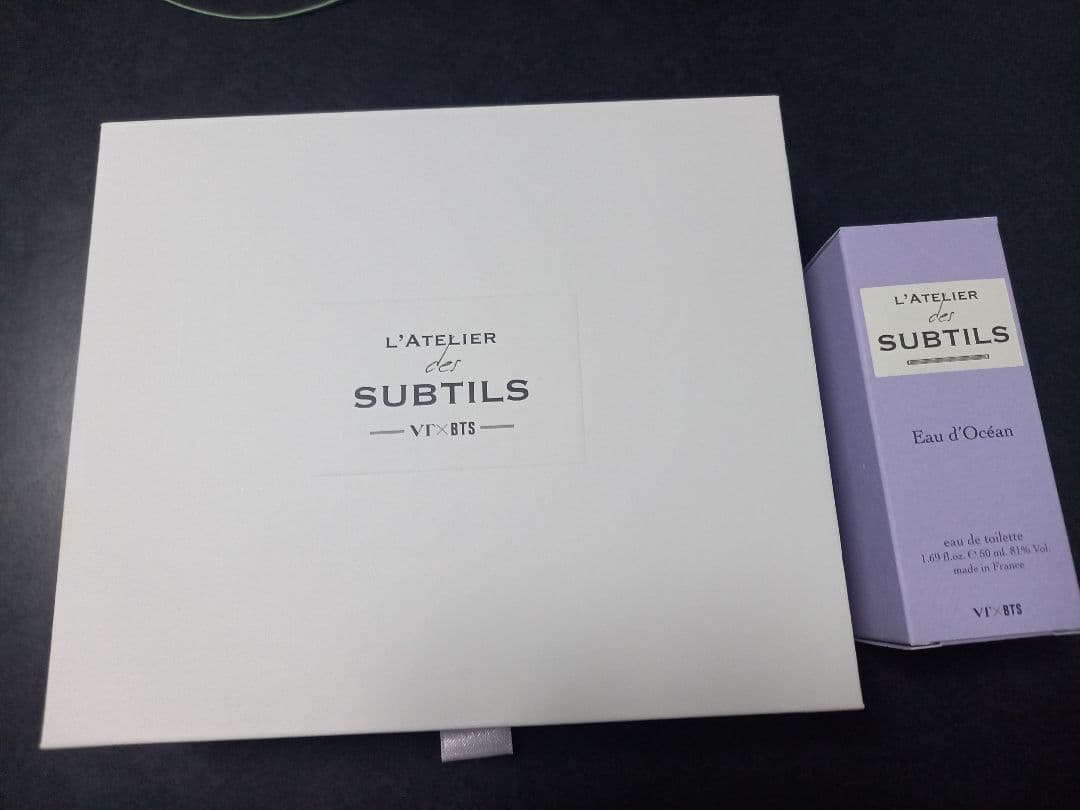 L'ATELIER
des
SUBTILS
VT×BTS
L'ATELIER
des
SUBTILS
Eau d'Océan
eau de toilette
1.69 fl.oz. ℮ 50 ml. 81% Vol.
made in France
VT×BTS